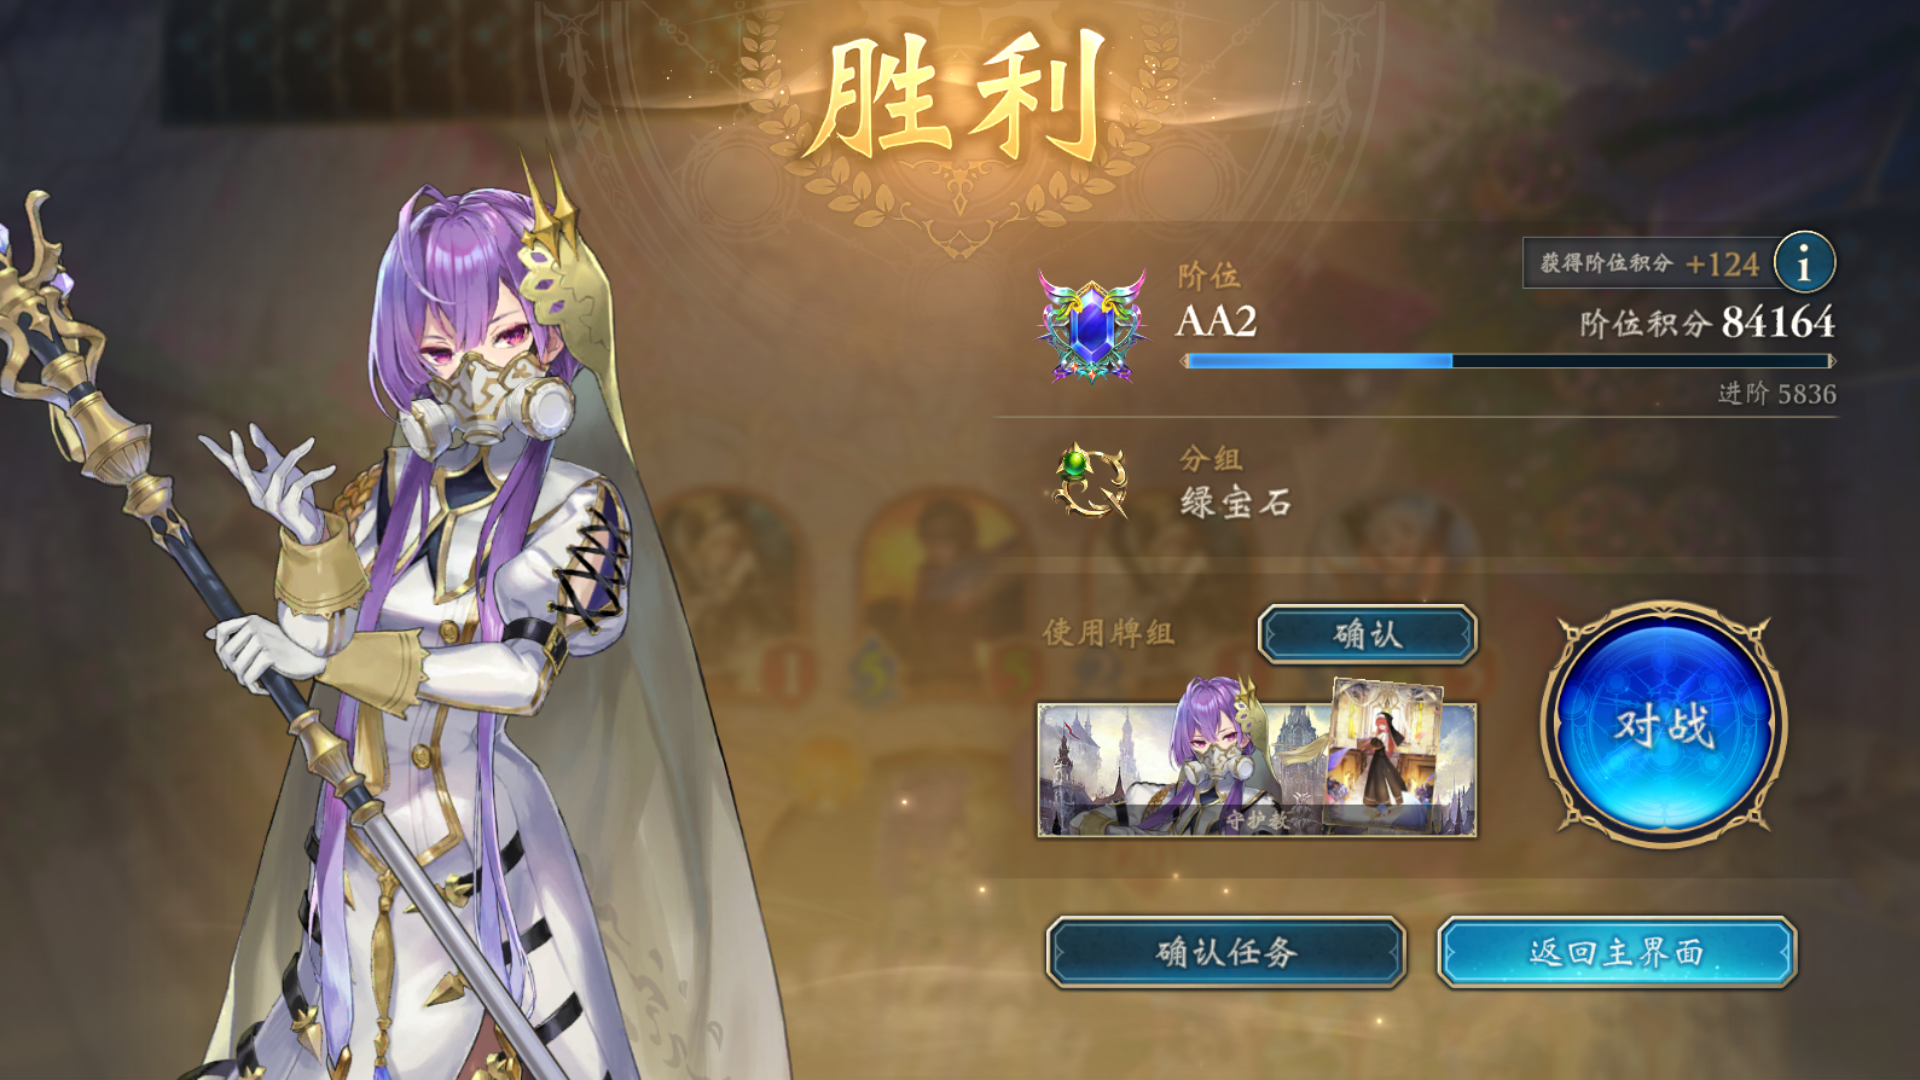 胜利
获得阶位积分 +124
阶位
AA2
阶位积分 84164
进阶 5836
分组
绿宝石
使用牌组
确认
守护教
对战
确认任务
返回主界面